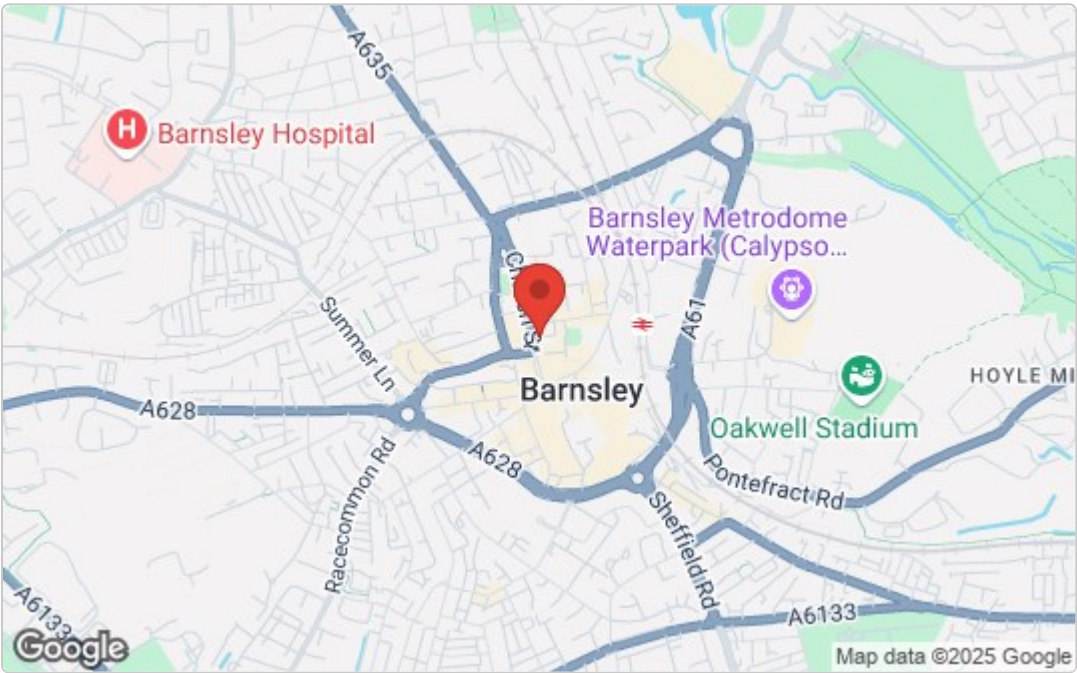 A635
H
Barnsley Hospital
Barnsley Metrodome
Waterpark (Calypso...
Summer Ln
A61
HOYLE MI
Barnsley
A628
Oakwell Stadium
A628
Pontefract Rd
Racecommon Rd
Sheffield Rd
A6133
A6133
Google
Map data ©2025 Google